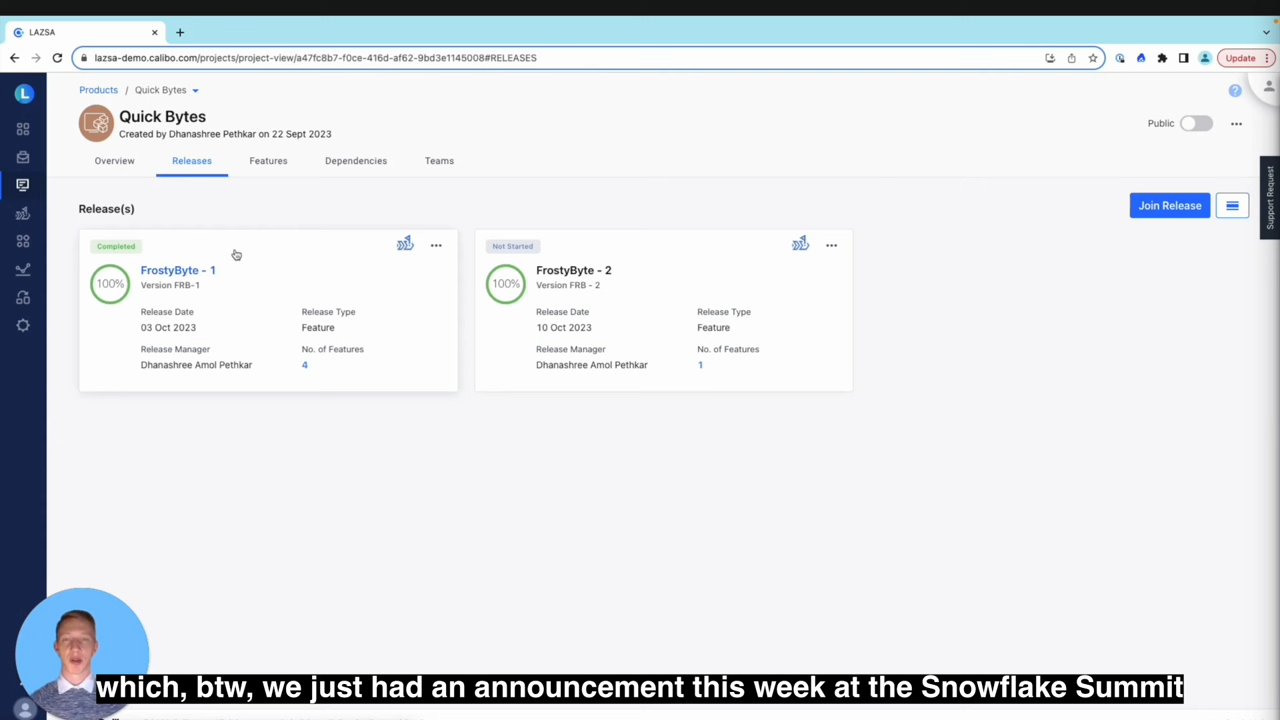 LAZSA
lazsa-demo.calibo.com/projects/project-view/a47fc8b7-f0ce-416d-af62-9bd3e1145008#RELEASES
Update
L
Products / Quick Bytes
Quick Bytes
Created by Dhanashree Pethkar on 22 Sept 2023
Public
Overview Releases Features Dependencies Teams
Support Request
Release(s)
Join Release
Completed
100%
FrostyByte - 1
Version FRB-1
Release Date Release Type
03 Oct 2023 Feature
Release Manager No. of Features
Dhanashree Amol Pethkar 4
Not Started
100%
FrostyByte - 2
Version FRB - 2
Release Date Release Type
10 Oct 2023 Feature
Release Manager No. of Features
Dhanashree Amol Pethkar 1
which, btw, we just had an announcement this week at the Snowflake Summit